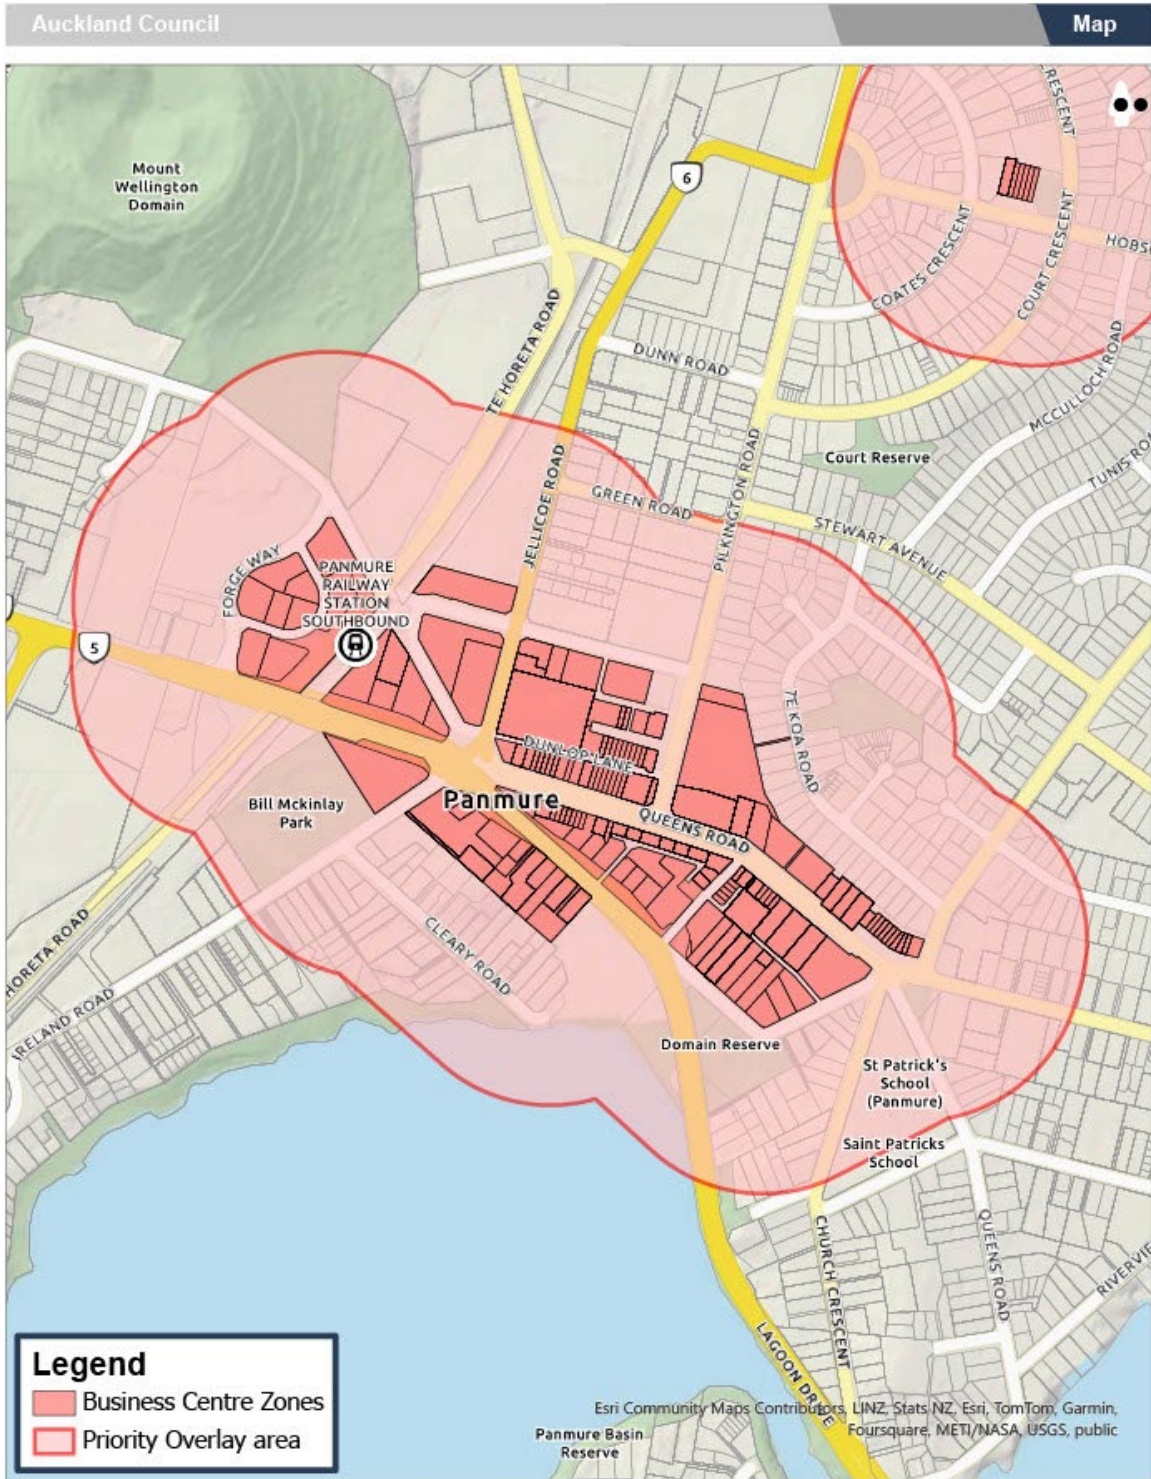 Auckland Council
Map
CRESCENT
6
Mount
Wellington
Domain
COATES CRESCENT
COURT CRESCENT
TE HORETA ROAD
DUNN ROAD
MCCULLOCH ROAD
Court Reserve
JELLICOE ROAD
PILKINGTON ROAD
GREEN ROAD
STEWART AVENUE
FORGE WAY
PANMURE
RAILWAY
STATION
SOUTHBOUND
5
TE KOA ROAD
DUNLOP LANE
Panmure
Bill Mckinlay
Park
QUEENS ROAD
HORETA ROAD
CLEARY ROAD
IRELAND ROAD
Domain Reserve
St Patrick's
School
(Panmure)
Saint Patricks
School
CHURCH CRESCENT
QUEENS ROAD
LAGOON DRIVE
Legend
Business Centre Zones
Priority Overlay area
Esri Community Maps Contributors, LINZ, Stats NZ, Esri, TomTom, Garmin,
Foursquare, METI/NASA, USGS, public
Panmure Basin
Reserve